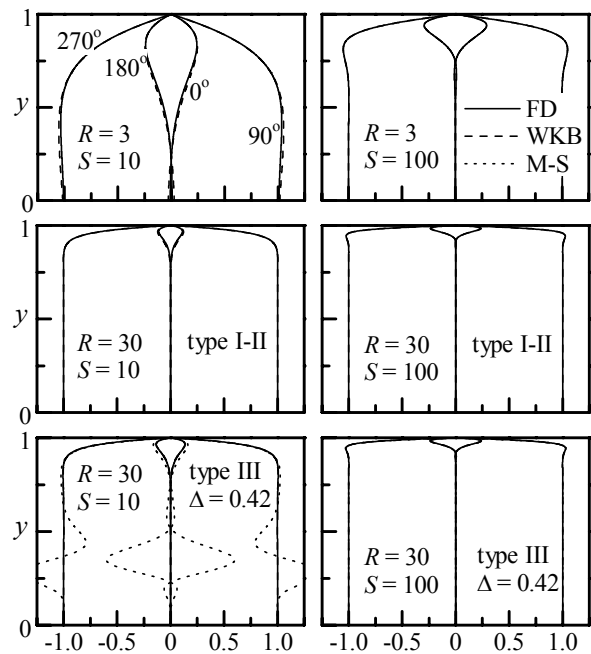 1
270°
180°
0°
90°
y
R = 3
S = 10
0
R = 3
S = 100
FD
WKB
M-S
1
y
R = 30
S = 10
type I-II
0
R = 30
S = 100
type I-II
1
y
R = 30
S = 10
type III
Δ = 0.42
0
R = 30
S = 100
type III
Δ = 0.42
-1.0 -0.5 0 0.5 1.0
-1.0 -0.5 0 0.5 1.0